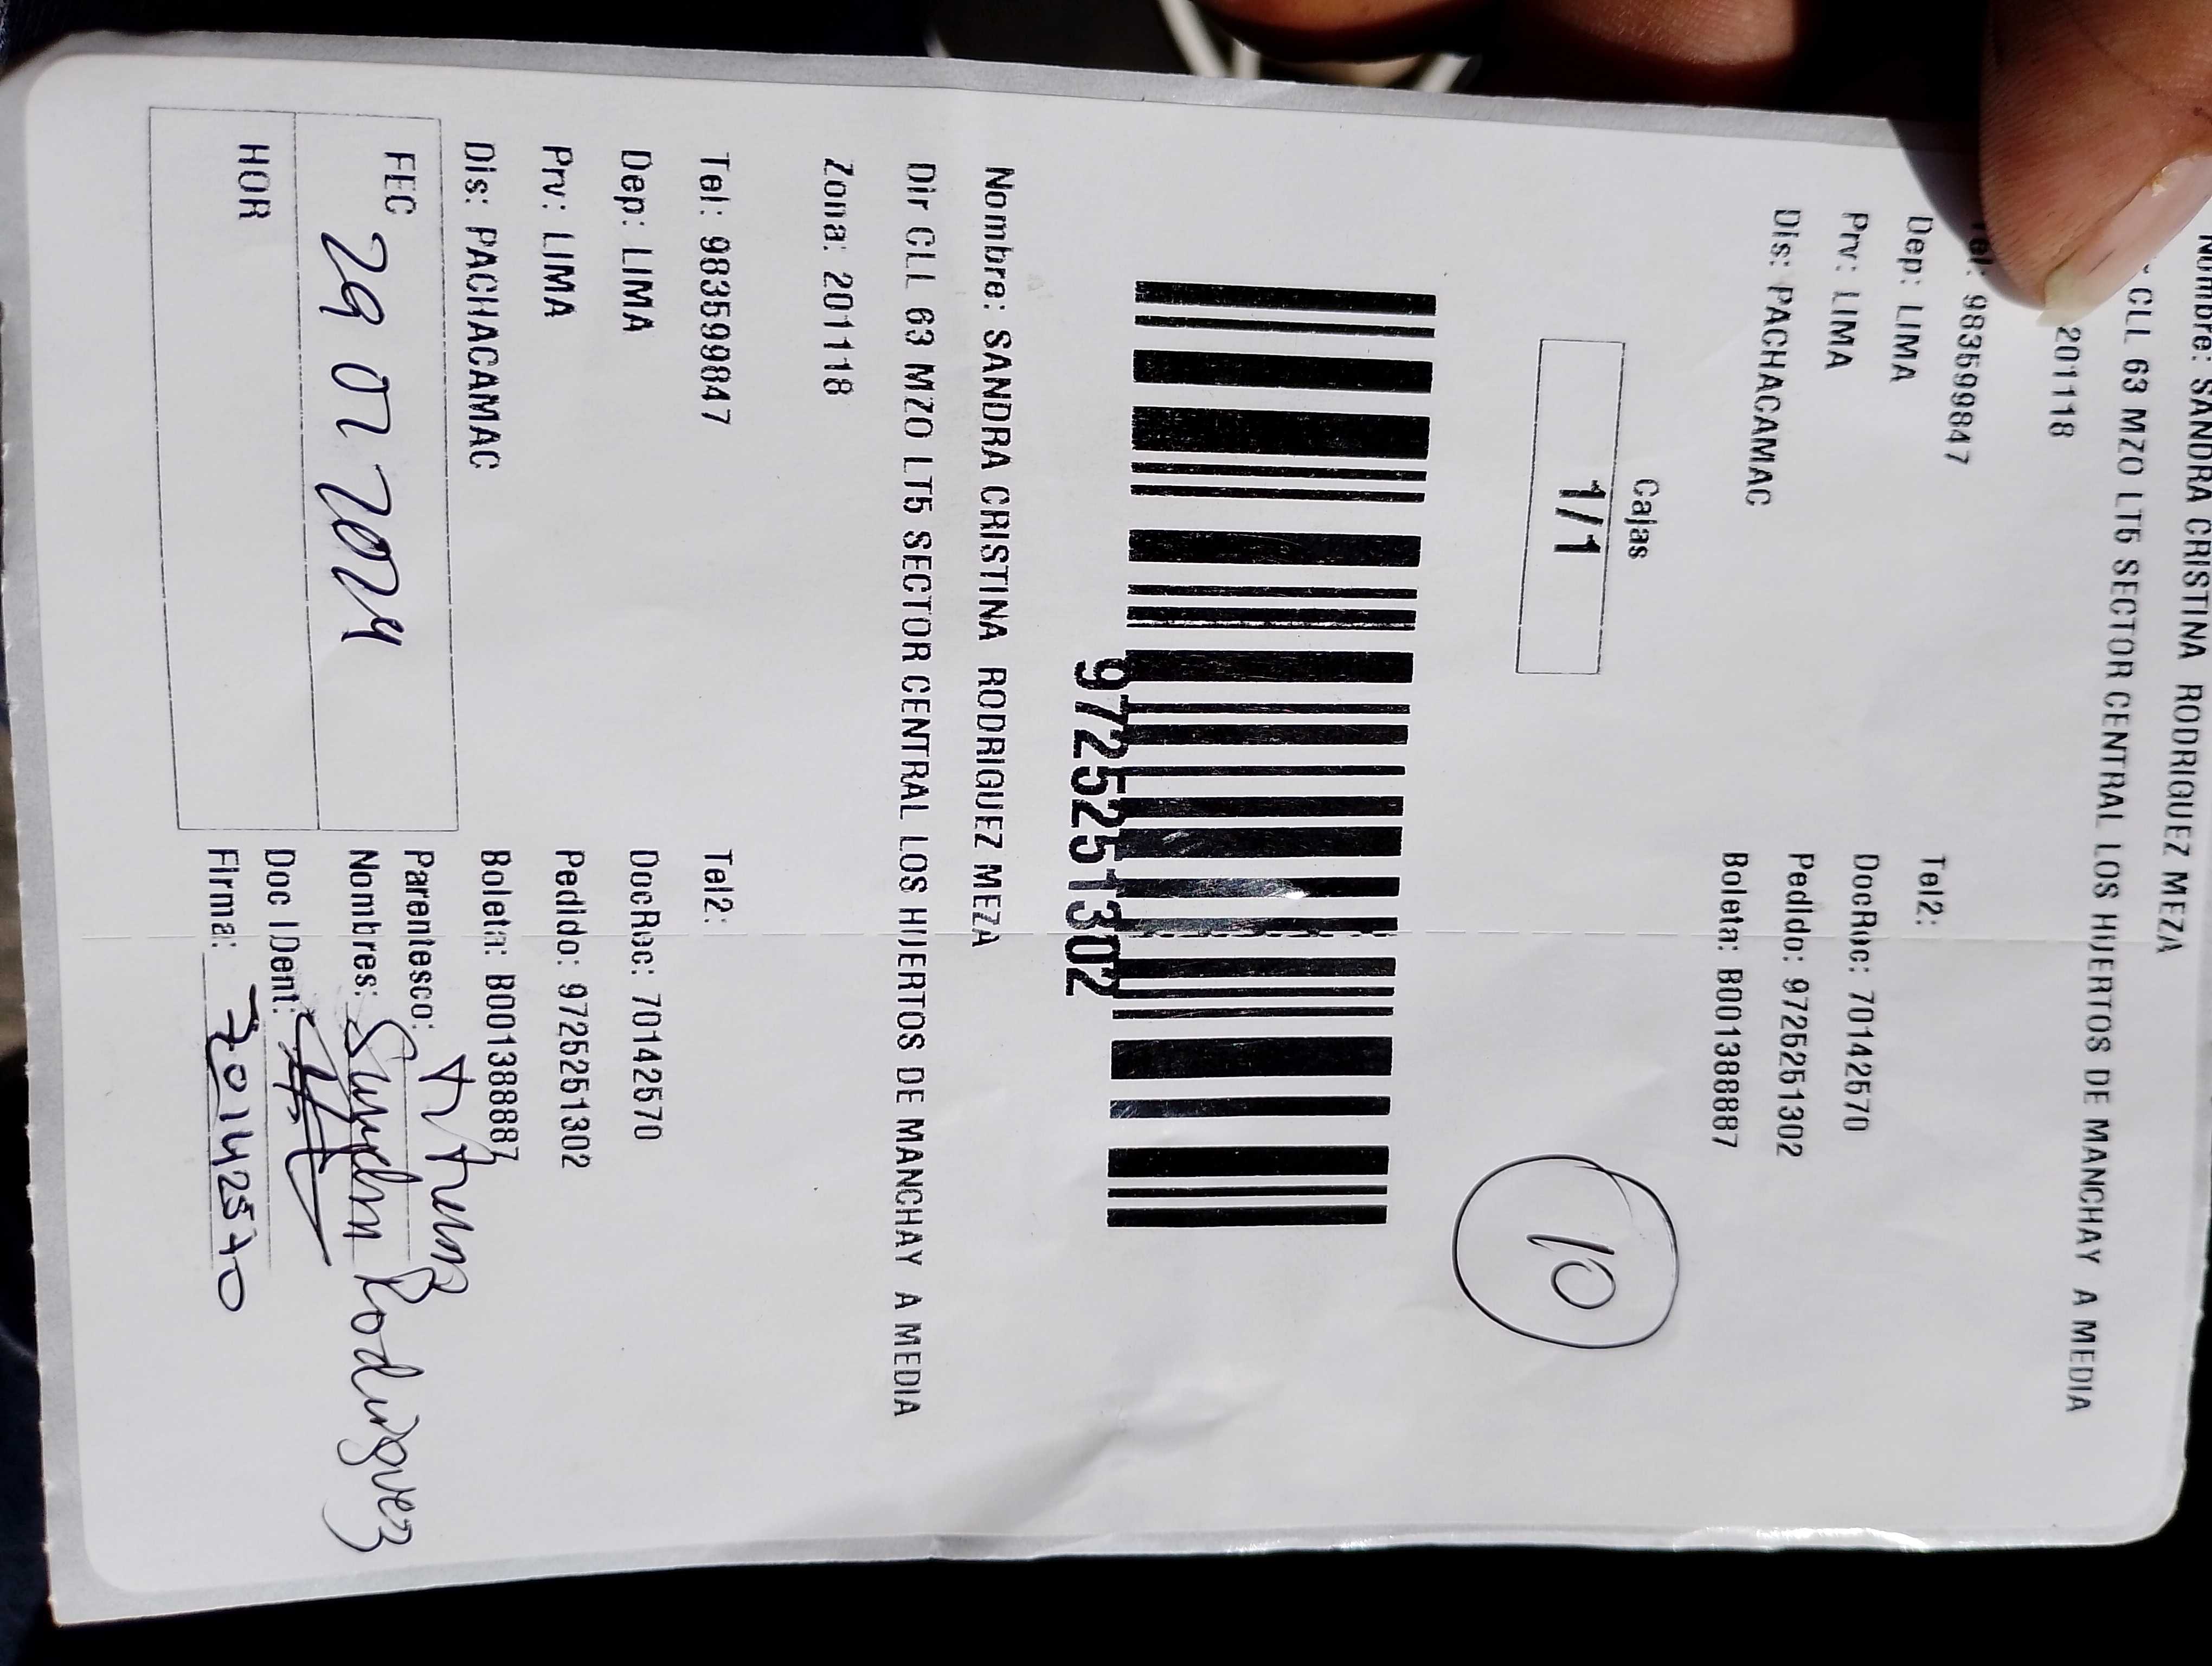 Nombre: SANDRA CRISTINA RODRIGUEZ MEZA
CLL 63 MZO LT5 SECTOR CENTRAL LOS HUERTOS DE MANCHAY A MEDIA
201118
Tel: 983599847 Tel2:
Dep: LIMA DocRec: 70142570
Prv: LIMA Pedido: 9725251302
Dis: PACHACAMAC Boleta: B001388887
Cajas
1/1
10
9725251302
Nombre: SANDRA CRISTINA RODRIGUEZ MEZA
Dir CLL 63 MZO LT5 SECTOR CENTRAL LOS HUERTOS DE MANCHAY A MEDIA
Zona: 201118
Tel: 983599847 Tel2:
Dep: LIMA DocRec: 70142570
Prv: LIMA Pedido: 9725251302
Dis: PACHACAMAC Boleta: B001388887
FEC 29 07 2024
HOR
Parentesco:
Nombres: Sandra Rodriguez
Doc IDent:
Firma: 70142570